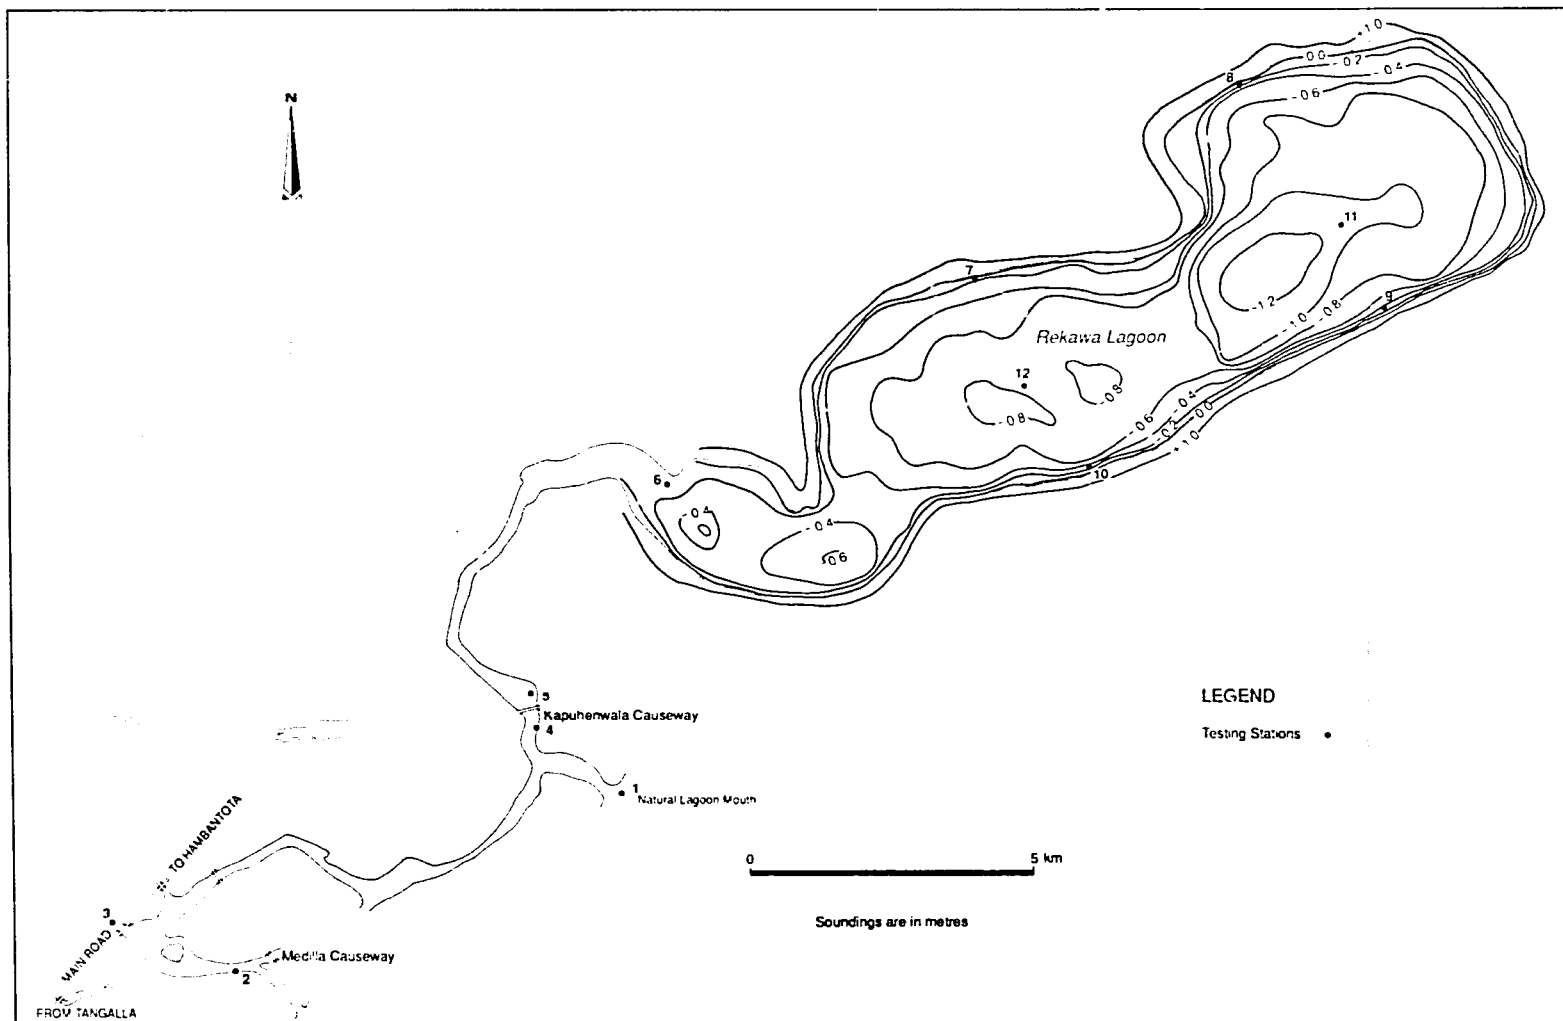 N
+1.0
0.0
-0.2
-0.4
-0.6
8
11
-1.2
-1.0
-0.8
9
7
Rekawa Lagoon
12
-0.8
-0.8
-0.6
-0.4
-0.2
0.0
+1.0
10
6
-0.4
-0.4
-0.6
5
Kapuhenwala Causeway
4
1
Natural Lagoon Mouth
LEGEND
Testing Stations
0
5 km
Soundings are in metres
TO HAMBANTOTA
3
MAIN ROAD
Medilla Causeway
2
FROM TANGALLA